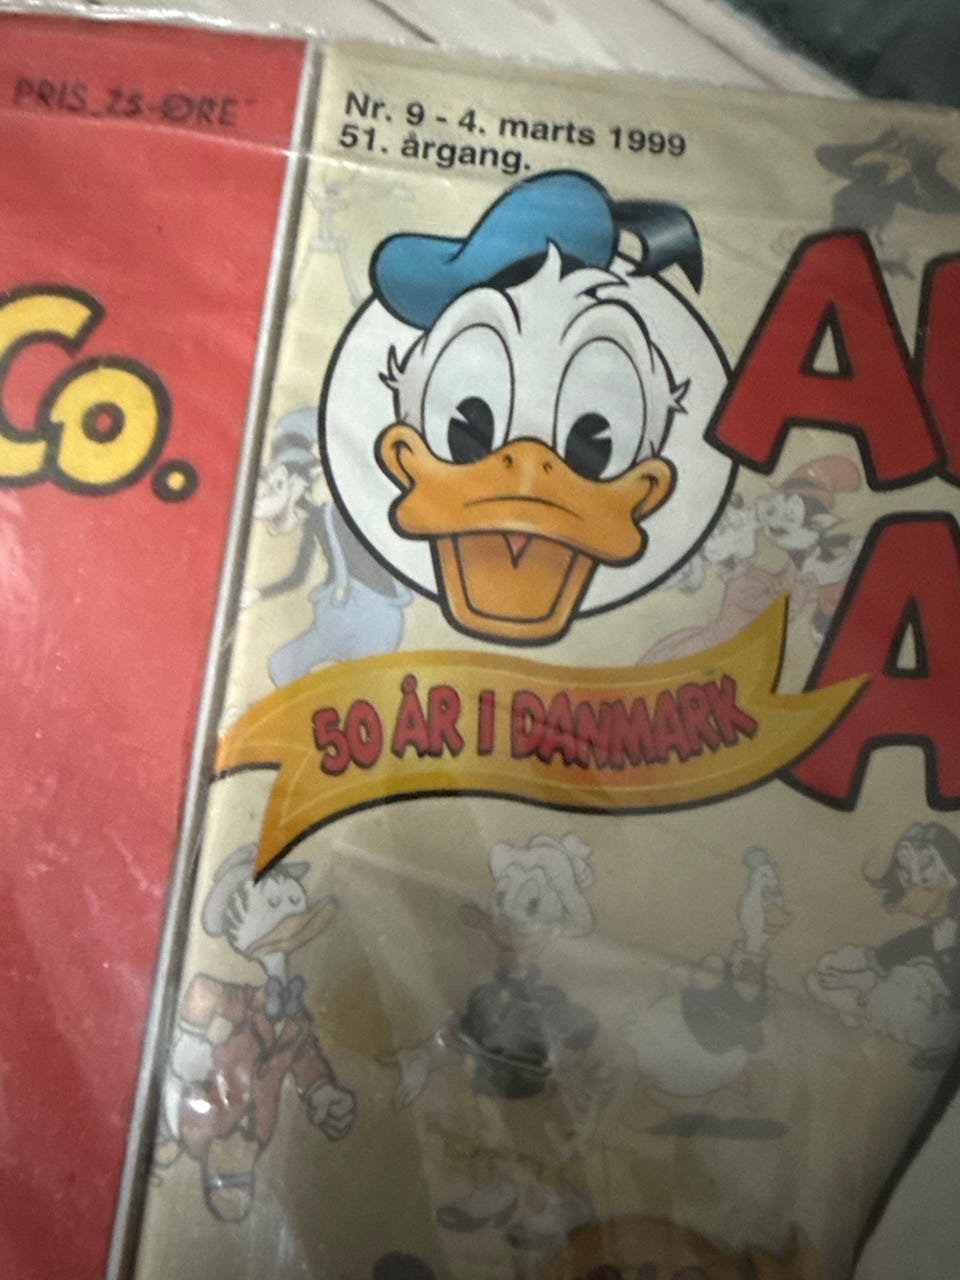 PRIS 25 ØRE
Co.
Nr. 9 - 4. marts 1999
51. årgang.
A
A
50 ÅR I DANMARK